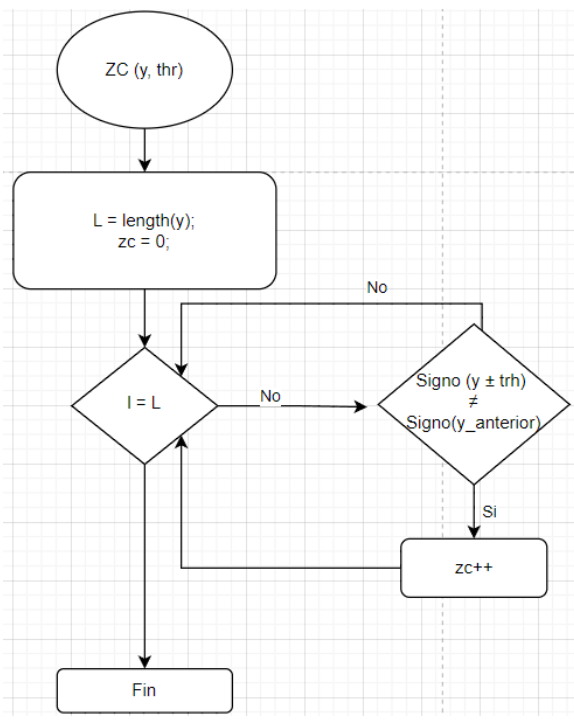 ZC (y, thr)
L = length(y);
zc = 0;
No
I = L
No
Signo (y ± trh)
≠
Signo(y_anterior)
Si
zc++
Fin